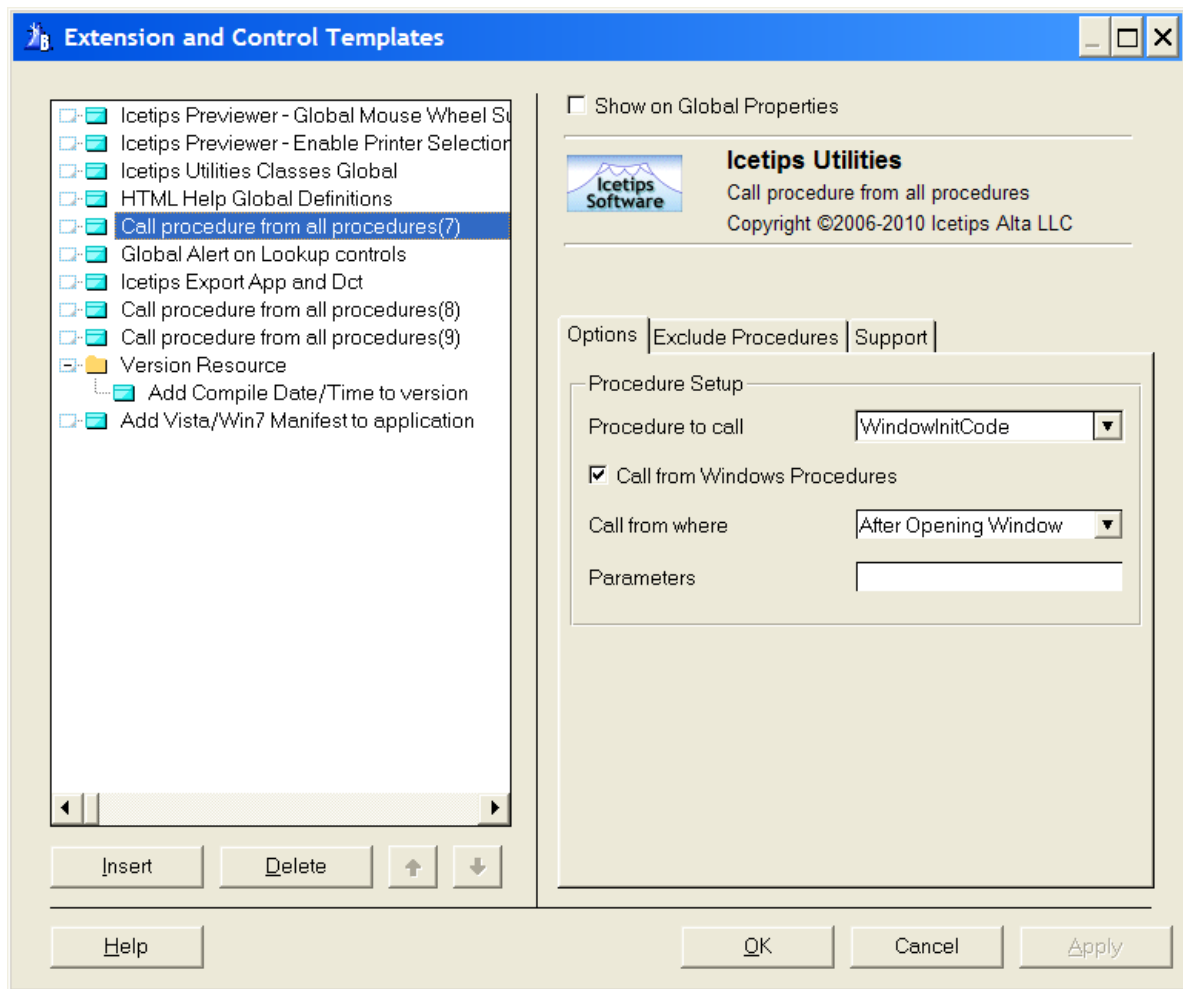 Extension and Control Templates
Icetips Previewer - Global Mouse Wheel Su
Icetips Previewer - Enable Printer Selection
Icetips Utilities Classes Global
HTML Help Global Definitions
Call procedure from all procedures(7)
Global Alert on Lookup controls
Icetips Export App and Dct
Call procedure from all procedures(8)
Call procedure from all procedures(9)
Version Resource
Add Compile Date/Time to version
Add Vista/Win7 Manifest to application
Insert
Delete
Show on Global Properties
Icetips
Software
Icetips Utilities
Call procedure from all procedures
Copyright ©2006-2010 Icetips Alta LLC
Options
Exclude Procedures
Support
Procedure Setup
Procedure to call
WindowInitCode
Call from Windows Procedures
Call from where
After Opening Window
Parameters
Help
OK
Cancel
Apply